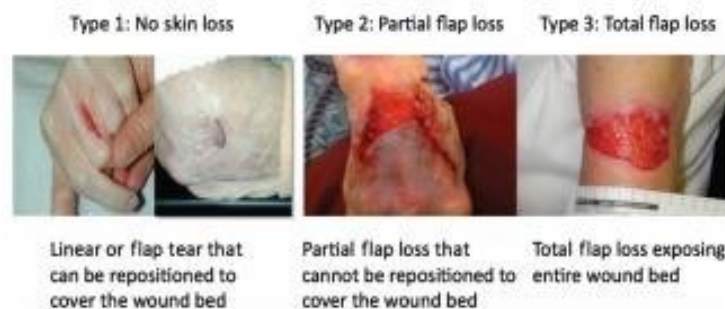 Type 1: No skin loss
Type 2: Partial flap loss
Type 3: Total flap loss
Linear or flap tear that
can be repositioned to
cover the wound bed
Partial flap loss that
cannot be repositioned to
cover the wound bed
Total flap loss exposing
entire wound bed